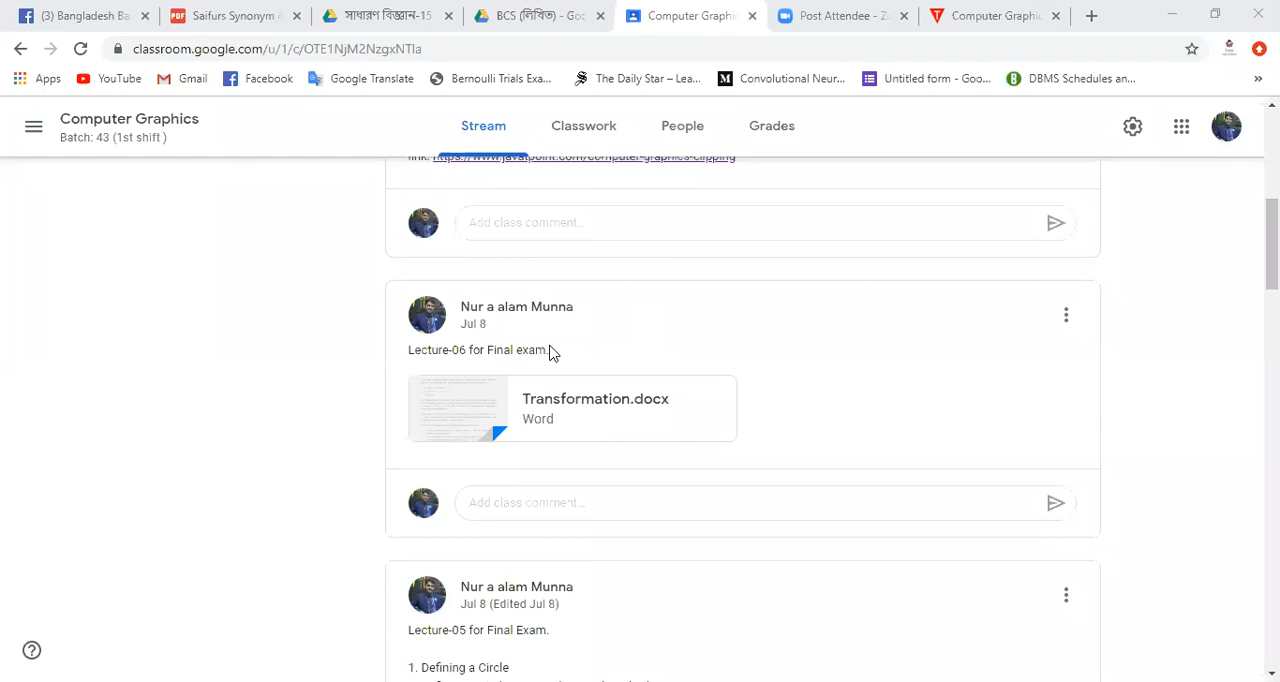 (3) Bangladesh Ba
Saifurs Synonym
সাধারণ বিজ্ঞান-15
BCS (লিখিত) - Goo
Computer Graphi
Post Attendee - Zo
Computer Graphic
classroom.google.com/u/1/c/OTE1NjM2NzgxNTIa
Apps
YouTube
Gmail
Facebook
Google Translate
Bernoulli Trials Exa...
The Daily Star – Lea...
Convolutional Neur...
Untitled form - Goo...
DBMS Schedules an...
»
Computer Graphics
Batch: 43 (1st shift )
Stream
Classwork
People
Grades
link: https://www.javatpoint.com/computer-graphics-clipping
Add class comment...
Nur a alam Munna
Jul 8
Lecture-06 for Final exam.
Transformation.docx
Word
Add class comment...
Nur a alam Munna
Jul 8 (Edited Jul 8)
Lecture-05 for Final Exam.
1. Defining a Circle